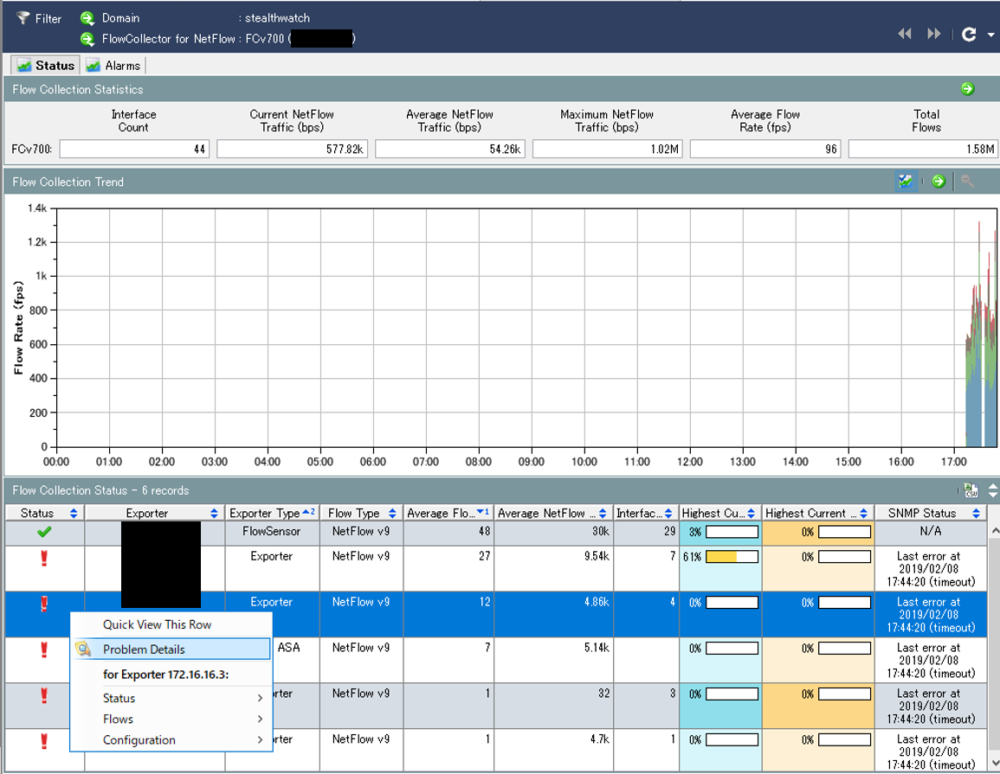 Filter
Domain : stealthwatch
FlowCollector for NetFlow : FCv700 ( )
Status Alarms
Flow Collection Statistics
Interface Count Current NetFlow Traffic (bps) Average NetFlow Traffic (bps) Maximum NetFlow Traffic (bps) Average Flow Rate (fps) Total Flows
FCv700: 44 577.82k 54.26k 1.02M 96 1.58M
Flow Collection Trend
1.4k
1.2k
1k
800
600
400
200
0
Flow Rate (fps)
00:00 01:00 02:00 03:00 04:00 05:00 06:00 07:00 08:00 09:00 10:00 11:00 12:00 13:00 14:00 15:00 16:00 17:00
Flow Collection Status - 6 records
CSV
Status Exporter Exporter Type 2 Flow Type Average Flo... 1 Average NetFlow ... Interfac... Highest Cu... Highest Current ... SNMP Status
FlowSensor NetFlow v9 48 30k 29 3% 0% N/A
Exporter NetFlow v9 27 9.54k 7 61% 0% Last error at
2019/02/08
17:44:20 (timeout)
Exporter NetFlow v9 12 4.86k 4 0% 0% Last error at
2019/02/08
17:44:20 (timeout)
ASA NetFlow v9 7 5.14k 0% 0% Last error at
2019/02/08
17:44:20 (timeout)
rter NetFlow v9 1 32 3 0% 0% Last error at
2019/02/08
17:44:20 (timeout)
rter NetFlow v9 1 4.7k 1 0% 0% Last error at
2019/02/08
17:44:20 (timeout)
Quick View This Row
Problem Details
for Exporter 172.16.16.3:
Status
Flows
Configuration